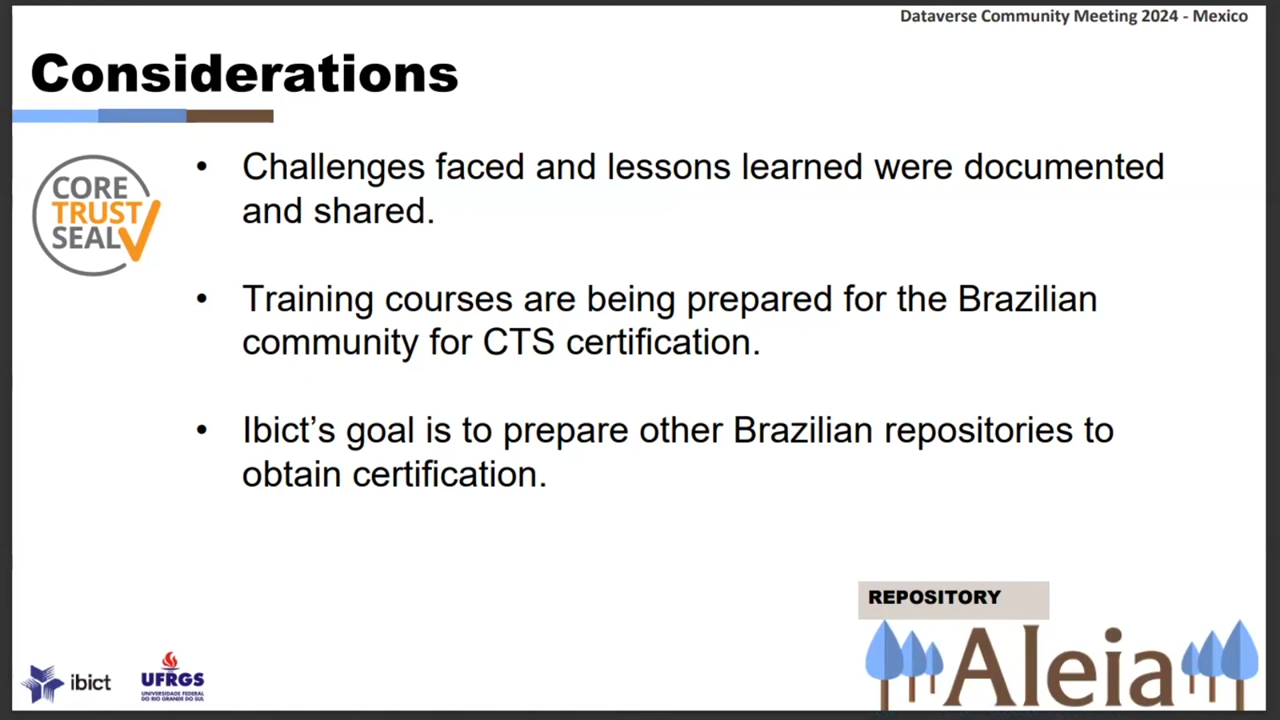 Dataverse Community Meeting 2024 - Mexico
Considerations
CORE
TRUST
SEAL
• Challenges faced and lessons learned were documented
and shared.
• Training courses are being prepared for the Brazilian
community for CTS certification.
• Ibict’s goal is to prepare other Brazilian repositories to
obtain certification.
REPOSITORY
Aleia
ibict
UFRGS
UNIVERSIDADE FEDERAL
DO RIO GRANDE DO SUL